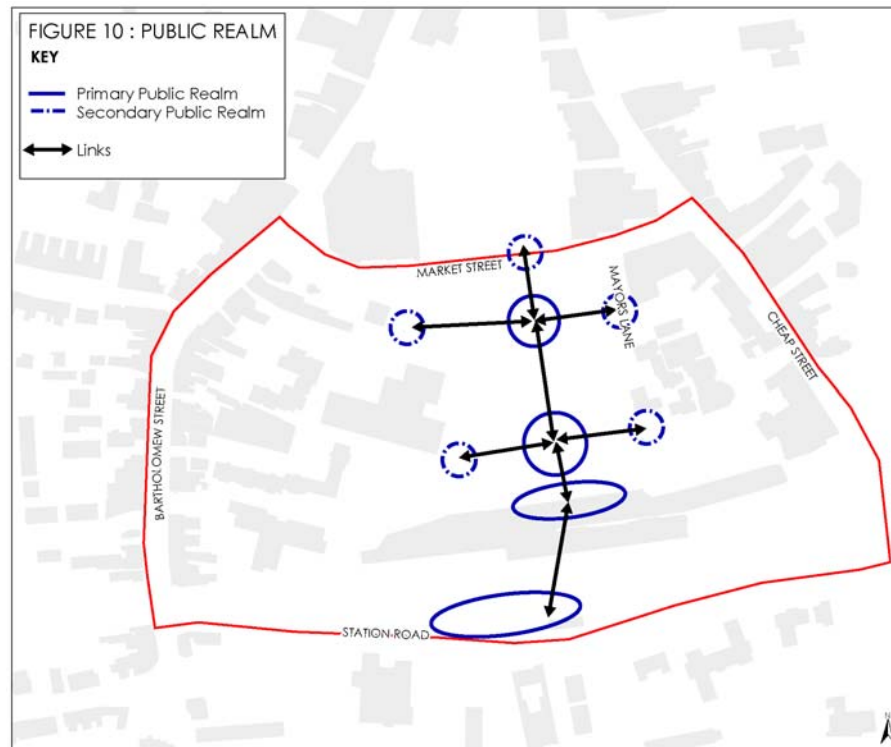 FIGURE 10 : PUBLIC REALM
KEY
Primary Public Realm
Secondary Public Realm
Links
MARKET STREET
MAYORS LANE
CHEAP STREET
BARTHOLOMEW STREET
STATION ROAD
N